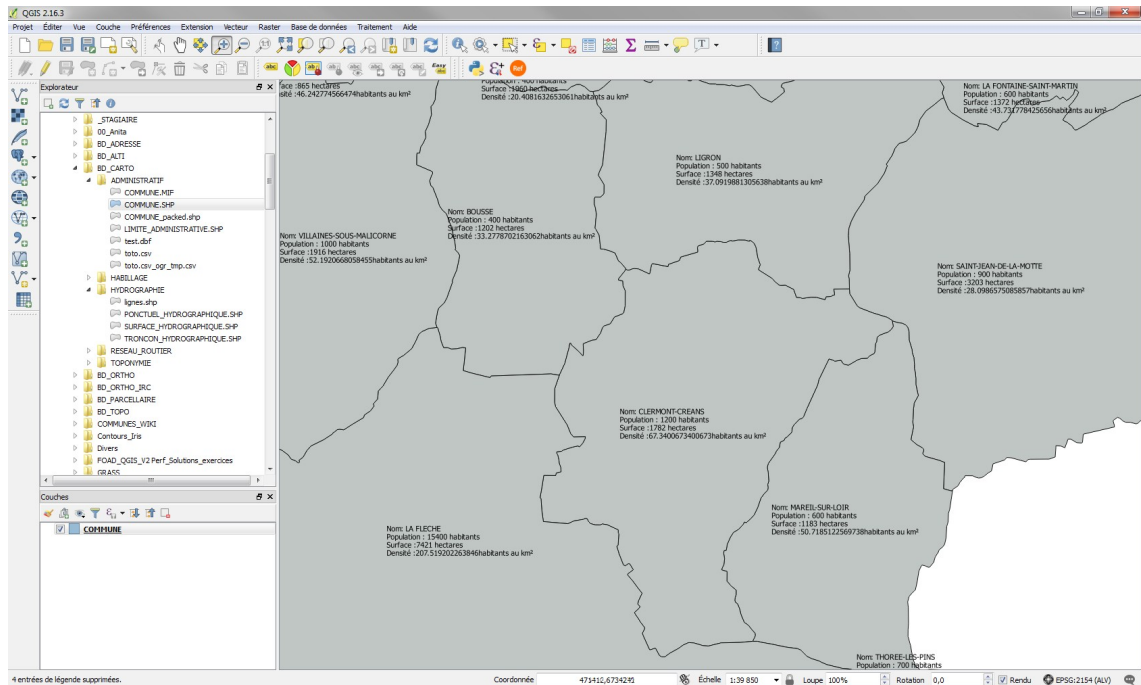 QGIS 2.16.3
Projet Éditer Vue Couche Préférences Extension Vecteur Raster Base de données Traitement Aide
Explorateur
_STAGIAIRE
00_Anita
BD_ADRESSE
BD_ALTI
BD_CARTO
ADMINISTRATIF
COMMUNE.MIF
COMMUNE.SHP
COMMUNE_packed.shp
LIMITE_ADMINISTRATIVE.SHP
test.dbf
toto.csv
toto.csv_ogr_tmp.csv
HABILLAGE
HYDROGRAPHIE
lignes.shp
PONCTUEL_HYDROGRAPHIQUE.SHP
SURFACE_HYDROGRAPHIQUE.SHP
TRONCON_HYDROGRAPHIQUE.SHP
RESEAU_ROUTIER
TOPONYMIE
BD_ORTHO
BD_ORTHO_IRC
BD_PARCELLAIRE
BD_TOPO
COMMUNES_WIKI
Contours_Iris
Divers
FOAD_QGIS_V2 Perf_Solutions_exercices
GRASS
Couches
COMMUNE
face :865 hectares
sité :46.242774566474habitants au km²
Population : 400 habitants
Surface :1960 hectares
Densité :20.4081632653061habitants au km²
Nom: LA FONTAINE-SAINT-MARTIN
Population : 600 habitants
Surface :1372 hectares
Densité :43.731778425656habitants au km²
Nom: LIGRON
Population : 500 habitants
Surface :1348 hectares
Densité :37.0919881305638habitants au km²
Nom: BOUSSE
Population : 400 habitants
Surface :1202 hectares
Densité :33.2778702163062habitants au km²
Nom: VILLAINES-SOUS-MALICORNE
Population : 1000 habitants
Surface :1916 hectares
Densité :52.1920668058455habitants au km²
Nom: SAINT-JEAN-DE-LA-MOTTE
Population : 900 habitants
Surface :3203 hectares
Densité :28.0986575085857habitants au km²
Nom: CLERMONT-CREANS
Population : 1200 habitants
Surface :1782 hectares
Densité :67.3400673400673habitants au km²
Nom: MAREIL-SUR-LOIR
Population : 600 habitants
Surface :1183 hectares
Densité :50.7185122569738habitants au km²
Nom: LA FLECHE
Population : 15400 habitants
Surface :7421 hectares
Densité :207.519202263846habitants au km²
Nom: THOREE-LES-PINS
Population : 700 habitants
4 entrées de légende supprimées. Coordonnée 471412,6734241 Échelle 1:39 850 Loupe 100% Rotation 0,0 Rendu EPSG:2154 (ALV)